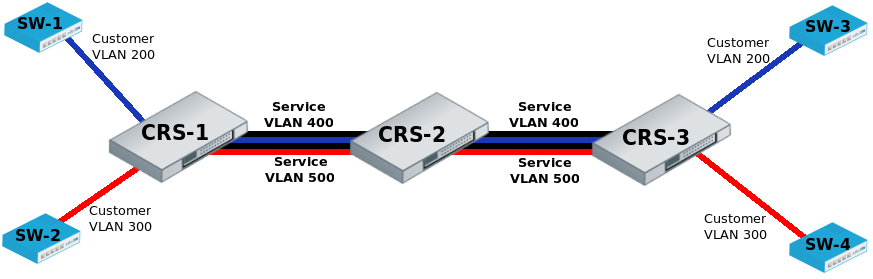 SW-1
Customer
VLAN 200
SW-3
Customer
VLAN 200
CRS-1
Service
VLAN 400
CRS-2
Service
VLAN 400
CRS-3
Service
VLAN 500
Service
VLAN 500
SW-2
Customer
VLAN 300
Customer
VLAN 300
SW-4